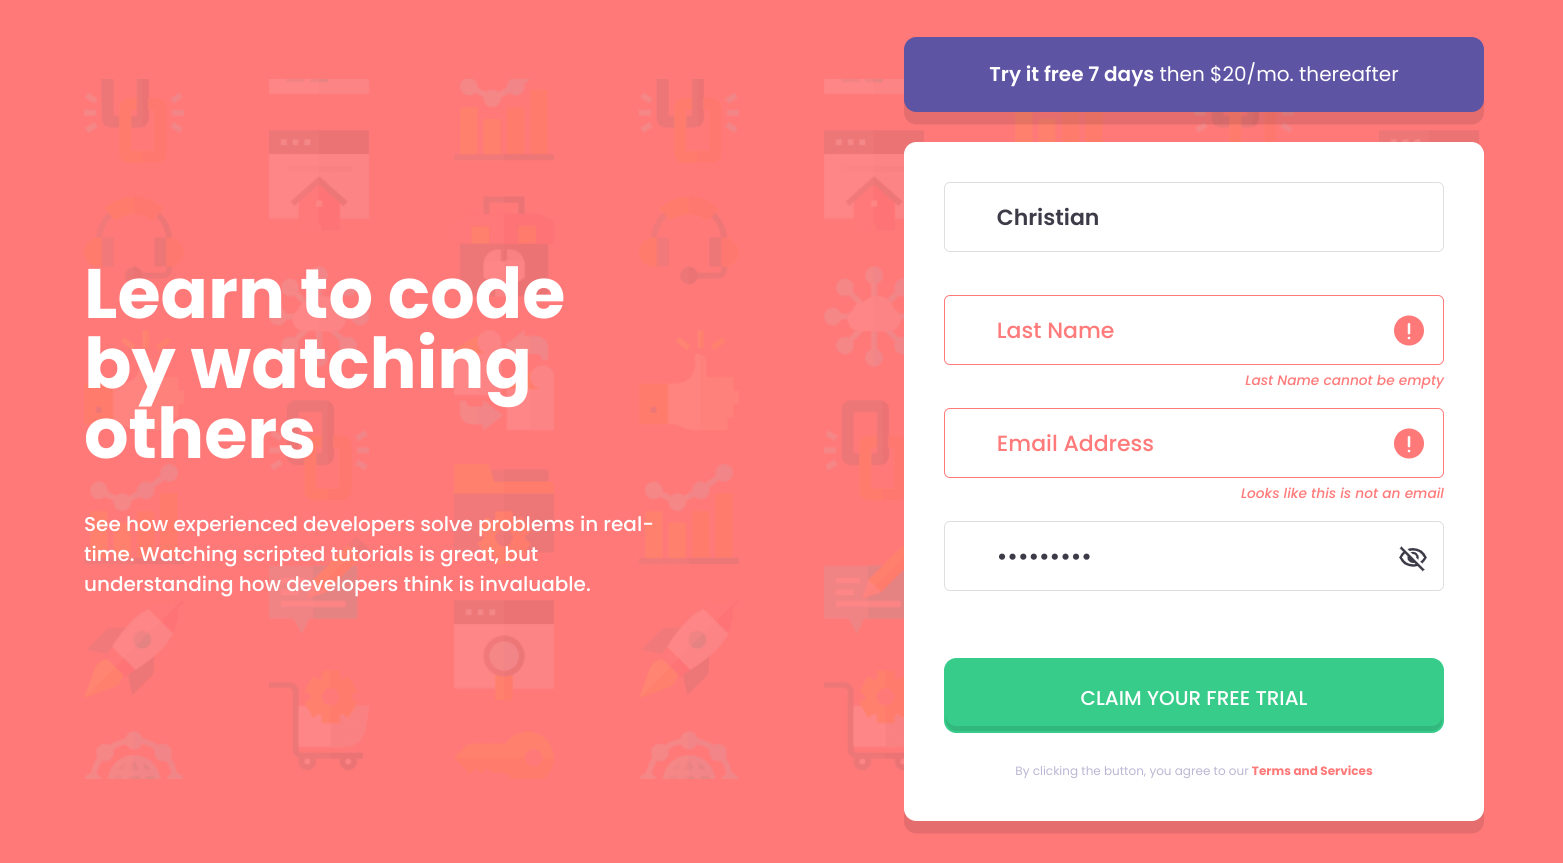 Learn to code
by watching
others
See how experienced developers solve problems in real-
time. Watching scripted tutorials is great, but
understanding how developers think is invaluable.
Try it free 7 days then $20/mo. thereafter
Christian
Last Name
Last Name cannot be empty
Email Address
Looks like this is not an email
•••••••••
CLAIM YOUR FREE TRIAL
By clicking the button, you agree to our Terms and Services